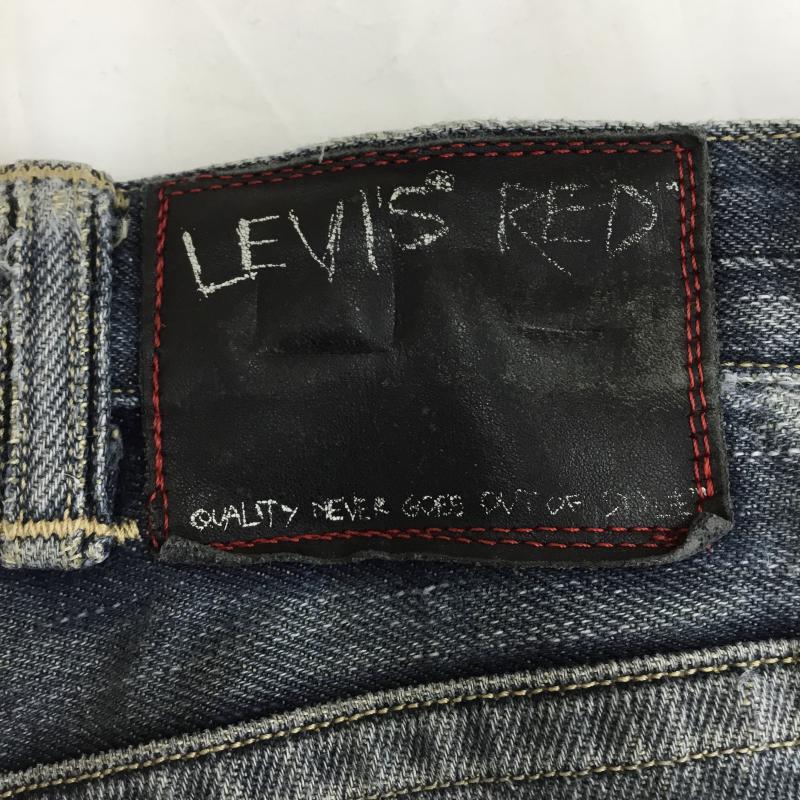 LEVI'S® RED™
QUALITY NEVER GOES OUT OF STYLE™